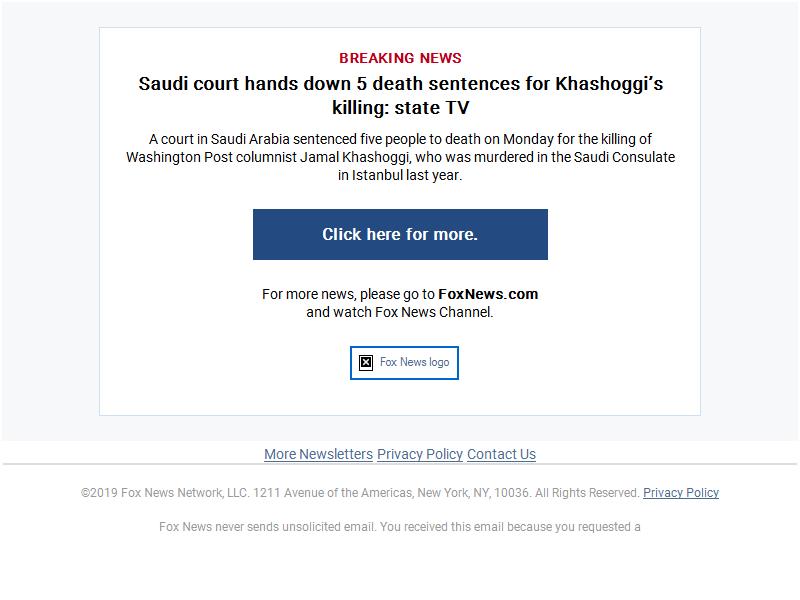 BREAKING NEWS
Saudi court hands down 5 death sentences for Khashoggi’s
killing: state TV
A court in Saudi Arabia sentenced five people to death on Monday for the killing of
Washington Post columnist Jamal Khashoggi, who was murdered in the Saudi Consulate
in Istanbul last year.
Click here for more.
For more news, please go to FoxNews.com
and watch Fox News Channel.
Fox News logo
More Newsletters Privacy Policy Contact Us
©2019 Fox News Network, LLC. 1211 Avenue of the Americas, New York, NY, 10036. All Rights Reserved. Privacy Policy
Fox News never sends unsolicited email. You received this email because you requested a